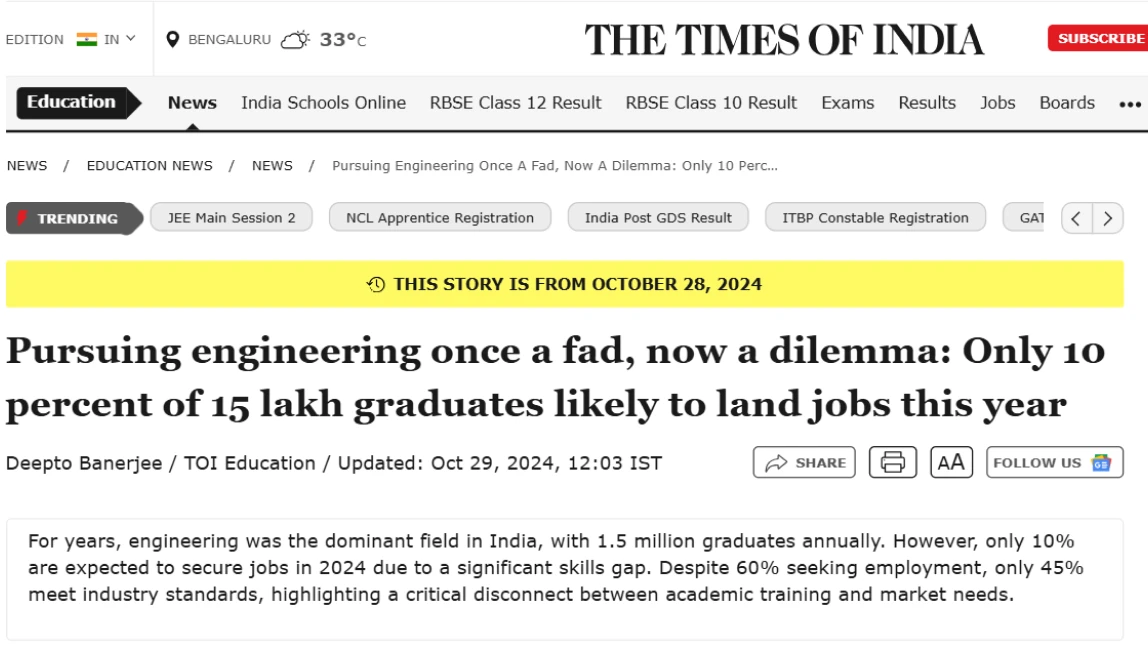 EDITION IN BENGALURU 33°C THE TIMES OF INDIA SUBSCRIBE
Education News India Schools Online RBSE Class 12 Result RBSE Class 10 Result Exams Results Jobs Boards •••
NEWS / EDUCATION NEWS / NEWS / Pursuing Engineering Once A Fad, Now A Dilemma: Only 10 Perc...
TRENDING JEE Main Session 2 NCL Apprentice Registration India Post GDS Result ITBP Constable Registration GAT
THIS STORY IS FROM OCTOBER 28, 2024
Pursuing engineering once a fad, now a dilemma: Only 10
percent of 15 lakh graduates likely to land jobs this year
Deepto Banerjee / TOI Education / Updated: Oct 29, 2024, 12:03 IST SHARE AA FOLLOW US
For years, engineering was the dominant field in India, with 1.5 million graduates annually. However, only 10%
are expected to secure jobs in 2024 due to a significant skills gap. Despite 60% seeking employment, only 45%
meet industry standards, highlighting a critical disconnect between academic training and market needs.